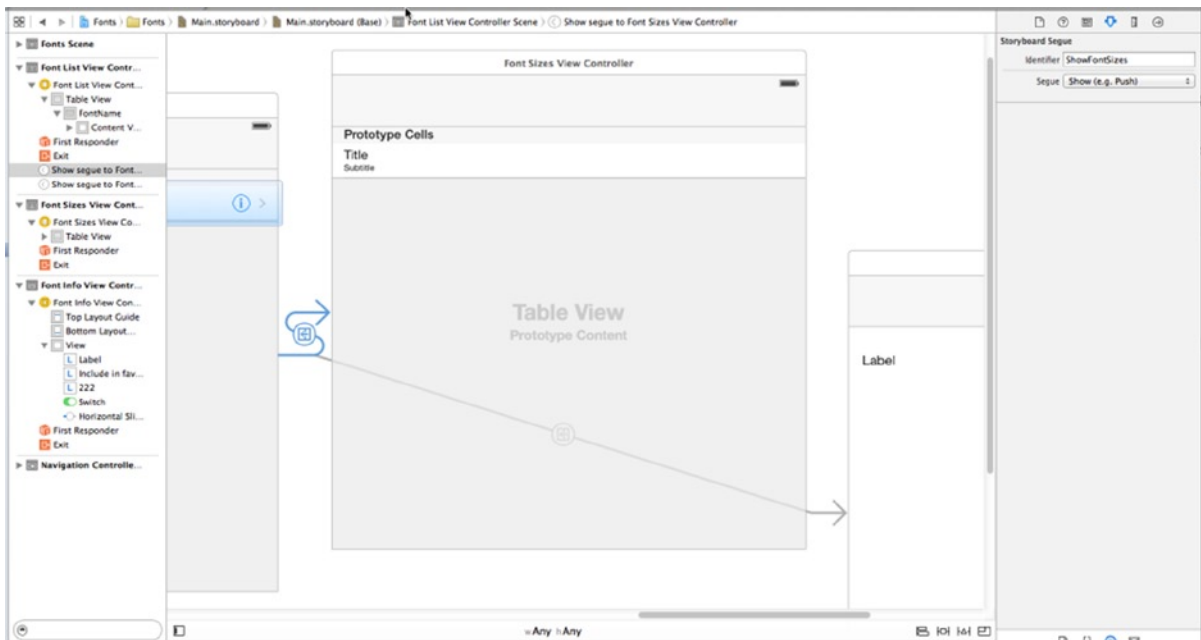 Fonts Fonts Main.storyboard Main.storyboard (Base) Font List View Controller Scene Show segue to Font Sizes View Controller
Fonts Scene
Font List View Contr...
Font List View Cont...
Table View
FontName
Content V...
First Responder
Exit
Show segue to Font...
Show segue to Font...
Font Sizes View Cont...
Font Sizes View Co...
Table View
First Responder
Exit
Font Info View Contr...
Font Info View Con...
Top Layout Guide
Bottom Layout...
View
L Label
L Include in fav...
L 222
Switch
Horizontal Sli...
First Responder
Exit
Navigation Controlle...
Font Sizes View Controller
Prototype Cells
Title
Subtitle
Table View
Prototype Content
Label
wAny hAny
Storyboard Segue
Identifier ShowFontSizes
Segue Show (e.g. Push)